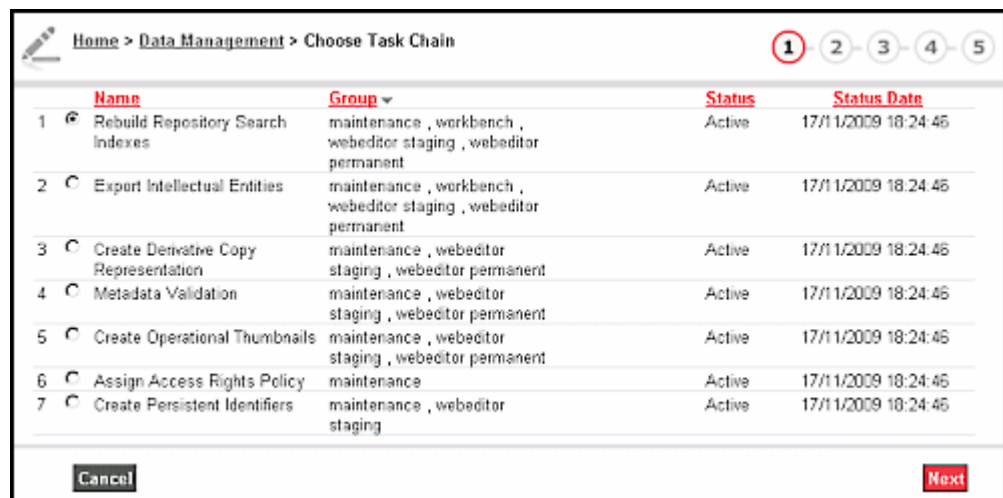 Home > Data Management > Choose Task Chain
1 2 3 4 5
Name Group Status Status Date
1 Rebuild Repository Search maintenance , workbench , Active 17/11/2009 18:24:46
Indexes webeditor staging , webeditor
permanent
2 Export Intellectual Entities maintenance , workbench , Active 17/11/2009 18:24:46
webeditor staging , webeditor
permanent
3 Create Derivative Copy maintenance , webeditor Active 17/11/2009 18:24:46
Representation staging , webeditor permanent
4 Metadata Validation maintenance , webeditor Active 17/11/2009 18:24:46
staging , webeditor permanent
5 Create Operational Thumbnails maintenance , webeditor Active 17/11/2009 18:24:46
staging , webeditor permanent
6 Assign Access Rights Policy maintenance Active 17/11/2009 18:24:46
7 Create Persistent Identifiers maintenance , webeditor Active 17/11/2009 18:24:46
staging
Cancel Next